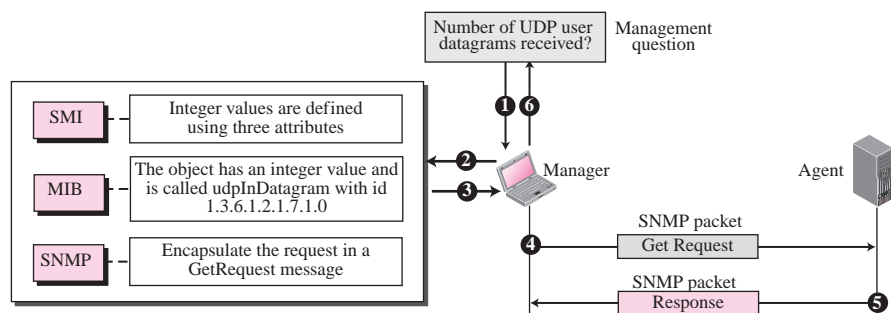 Number of UDP user
datagrams received?
Management
question
1
6
SMI
Integer values are defined
using three attributes
2
Manager
Agent
MIB
The object has an integer value and
is called udpInDatagram with id
1.3.6.1.2.1.7.1.0
3
SNMP packet
4
Get Request
SNMP
Encapsulate the request in a
GetRequest message
SNMP packet
Response
5